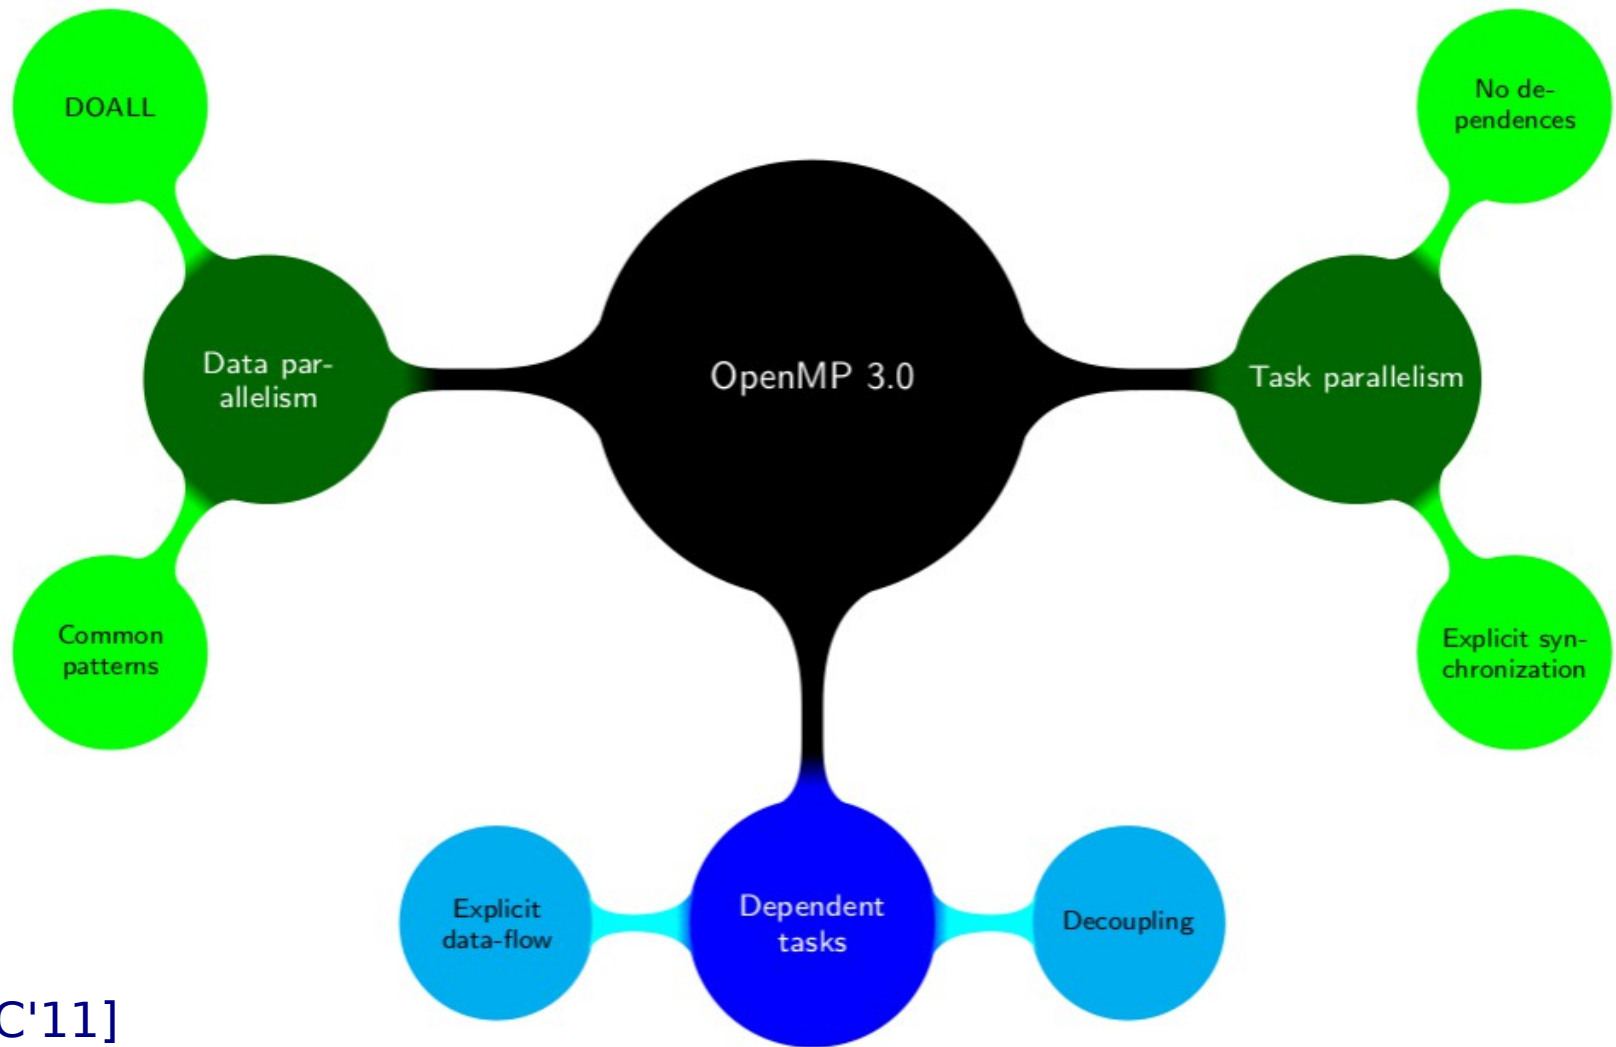 DOALL
No de-
pendences
Data par-
allelism
OpenMP 3.0
Task parallelism
Common
patterns
Explicit syn-
chronization
Explicit
data-flow
Dependent
tasks
Decoupling
C'11]